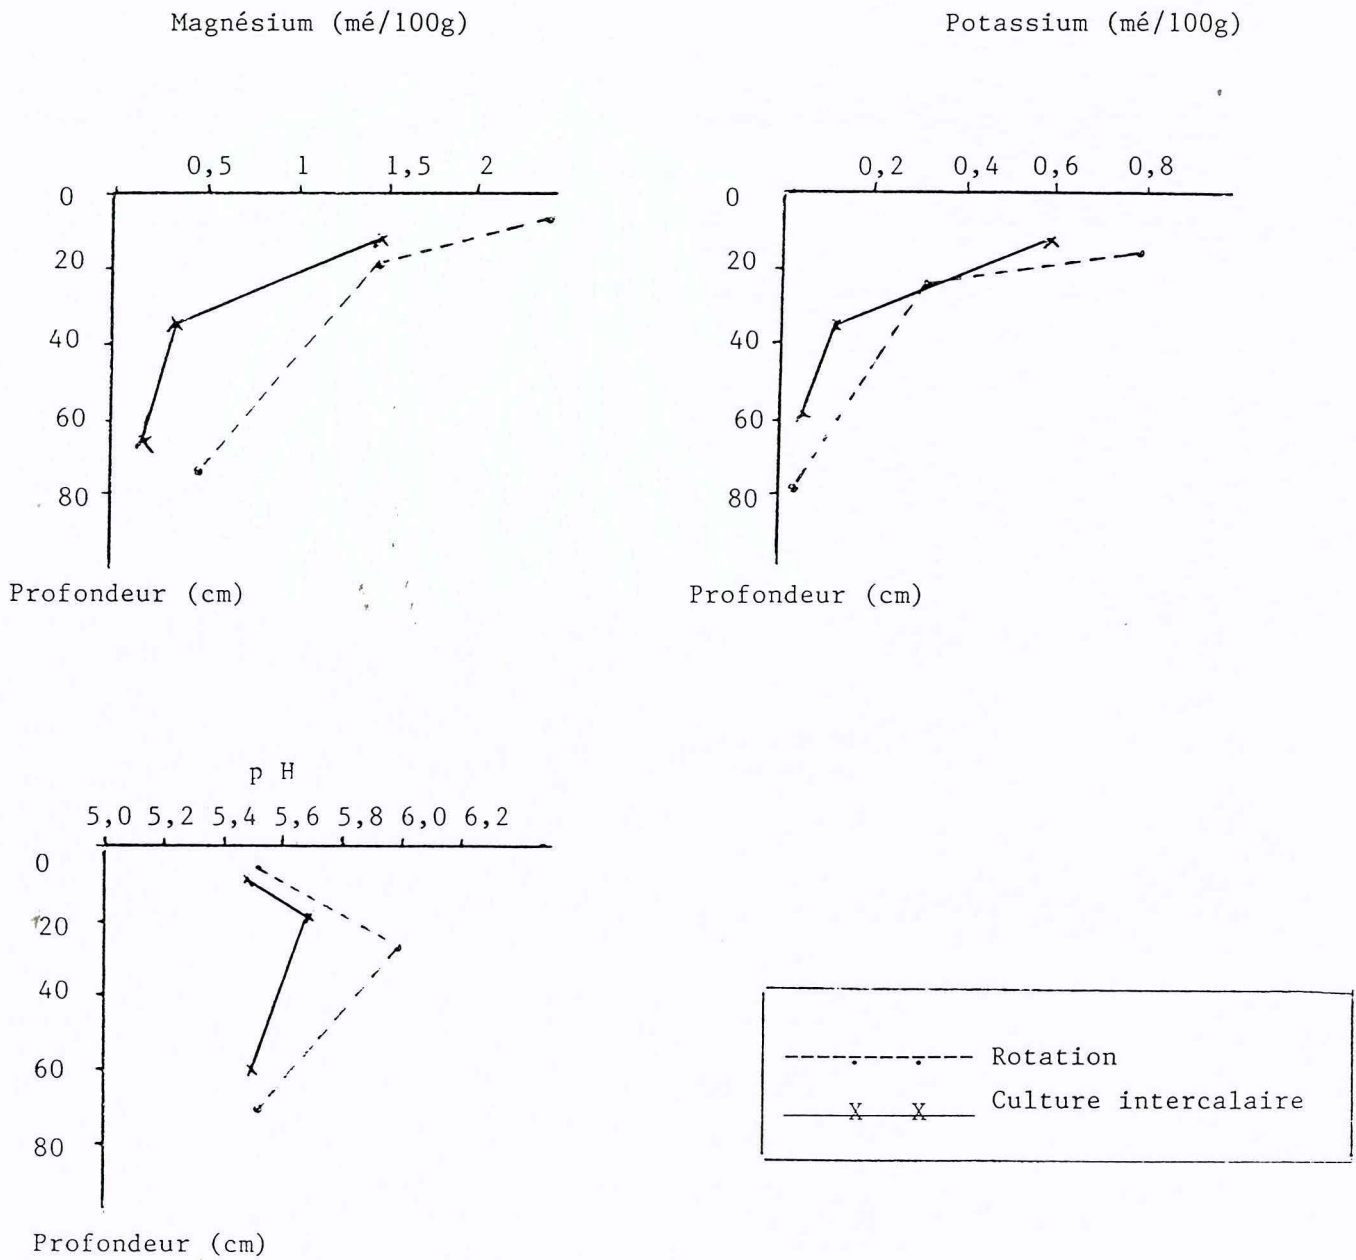 Magnésium (mé/100g)
0,5 1 1,5 2
0
20
40
60
80
Profondeur (cm)
Potassium (mé/100g)
0,2 0,4 0,6 0,8
0
20
40
60
80
Profondeur (cm)
p H
5,0 5,2 5,4 5,6 5,8 6,0 6,2
0
20
40
60
80
Profondeur (cm)
Rotation
X X Culture intercalaire